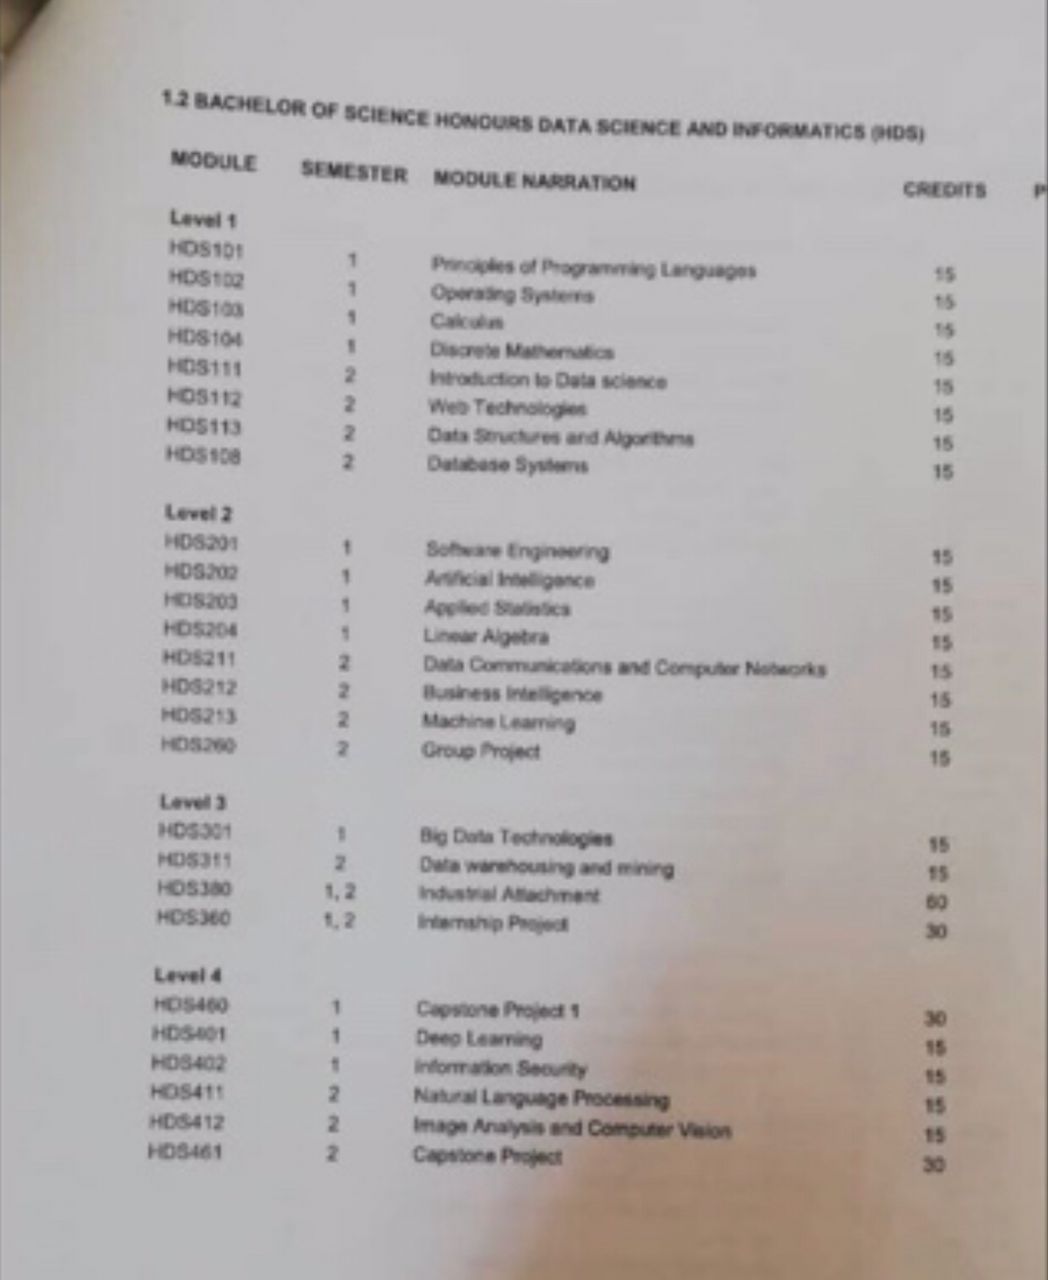 1.2 BACHELOR OF SCIENCE HONOURS DATA SCIENCE AND INFORMATICS (HDS)
MODULE SEMESTER MODULE NARRATION CREDITS P
Level 1
HDS101 1 Principles of Programming Languages 15
HDS102 1 Operating Systems 15
HDS103 1 Calculus 15
HDS104 1 Discrete Mathematics 15
HDS111 2 Introduction to Data science 15
HDS112 2 Web Technologies 15
HDS113 2 Data Structures and Algorithms 15
HDS108 2 Database Systems 15
Level 2
HDS201 1 Software Engineering 15
HDS202 1 Artificial Intelligence 15
HDS203 1 Applied Statistics 15
HDS204 1 Linear Algebra 15
HDS211 2 Data Communications and Computer Networks 15
HDS212 2 Business Intelligence 15
HDS213 2 Machine Learning 15
HDS260 2 Group Project 15
Level 3
HDS301 1 Big Data Technologies 15
HDS311 2 Data warehousing and mining 15
HDS380 1, 2 Industrial Attachment 60
HDS360 1, 2 Internship Project 30
Level 4
HDS460 1 Capstone Project 1 30
HDS401 1 Deep Learning 15
HDS402 1 Information Security 15
HDS411 2 Natural Language Processing 15
HDS412 2 Image Analysis and Computer Vision 15
HDS461 2 Capstone Project 30